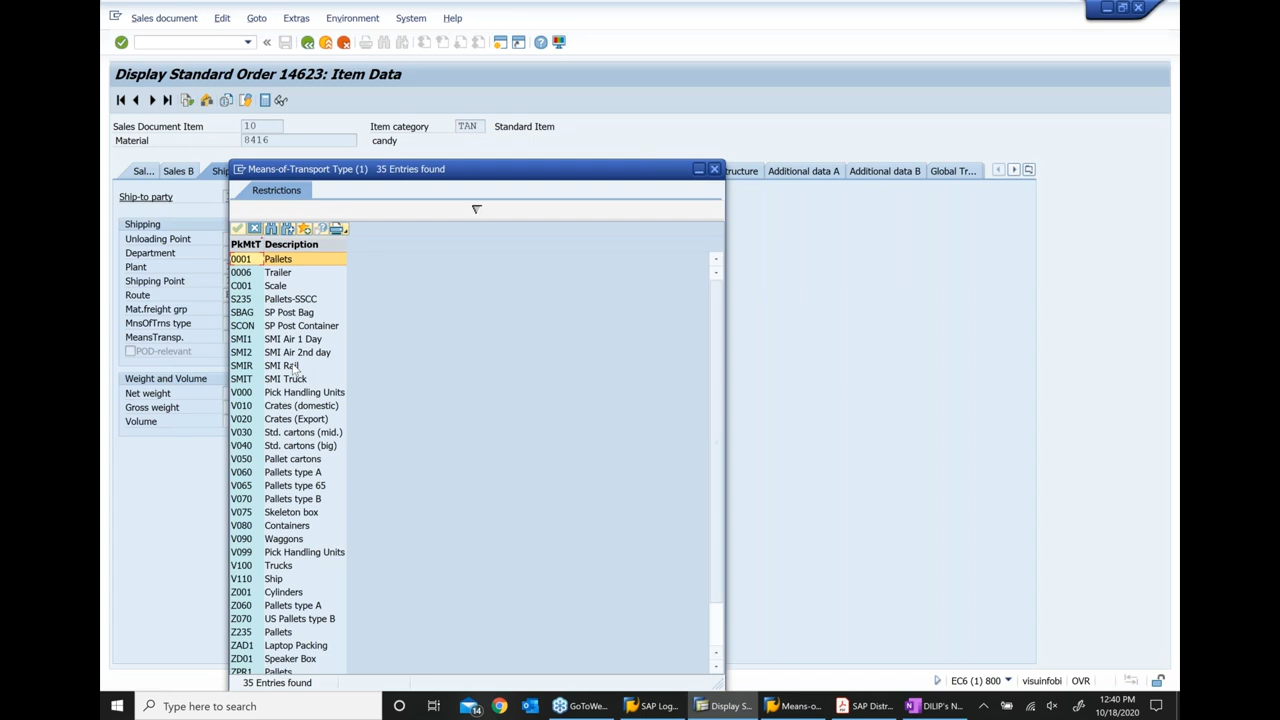 Sales document Edit Goto Extras Environment System Help
Display Standard Order 14623: Item Data
Sales Document Item 10 Item category TAN Standard Item
Material 8416 candy
Sal... Sales B Shi Means-of-Transport Type (1) 35 Entries found ructure Additional data A Additional data B Global Tr...
Restrictions
Ship-to party
Shipping
Unloading Point
Department
Plant
Shipping Point
Route
Mat.freight grp
MnsOfTrns type
MeansTransp.
POD-relevant
Weight and Volume
Net weight
Gross weight
Volume
PkMtT Description
0001 Pallets
0006 Trailer
C001 Scale
S235 Pallets-SSCC
SBAG SP Post Bag
SCON SP Post Container
SMI1 SMI Air 1 Day
SMI2 SMI Air 2nd day
SMIR SMI Rail
SMIT SMI Truck
V000 Pick Handling Units
V010 Crates (domestic)
V020 Crates (Export)
V030 Std. cartons (mid.)
V040 Std. cartons (big)
V050 Pallet cartons
V060 Pallets type A
V065 Pallets type 65
V070 Pallets type B
V075 Skeleton box
V080 Containers
V090 Waggons
V099 Pick Handling Units
V100 Trucks
V110 Ship
Z001 Cylinders
Z060 Pallets type A
Z070 US Pallets type B
Z235 Pallets
ZAD1 Laptop Packing
ZD01 Speaker Box
ZPR1 Pallets
35 Entries found
EC6 (1) 800 visuinfobi OVR
Type here to search 14 GoToWe... SAP Log... Display S... Means-o... SAP Distr... DILIP's N... 12:40 PM
10/18/2020